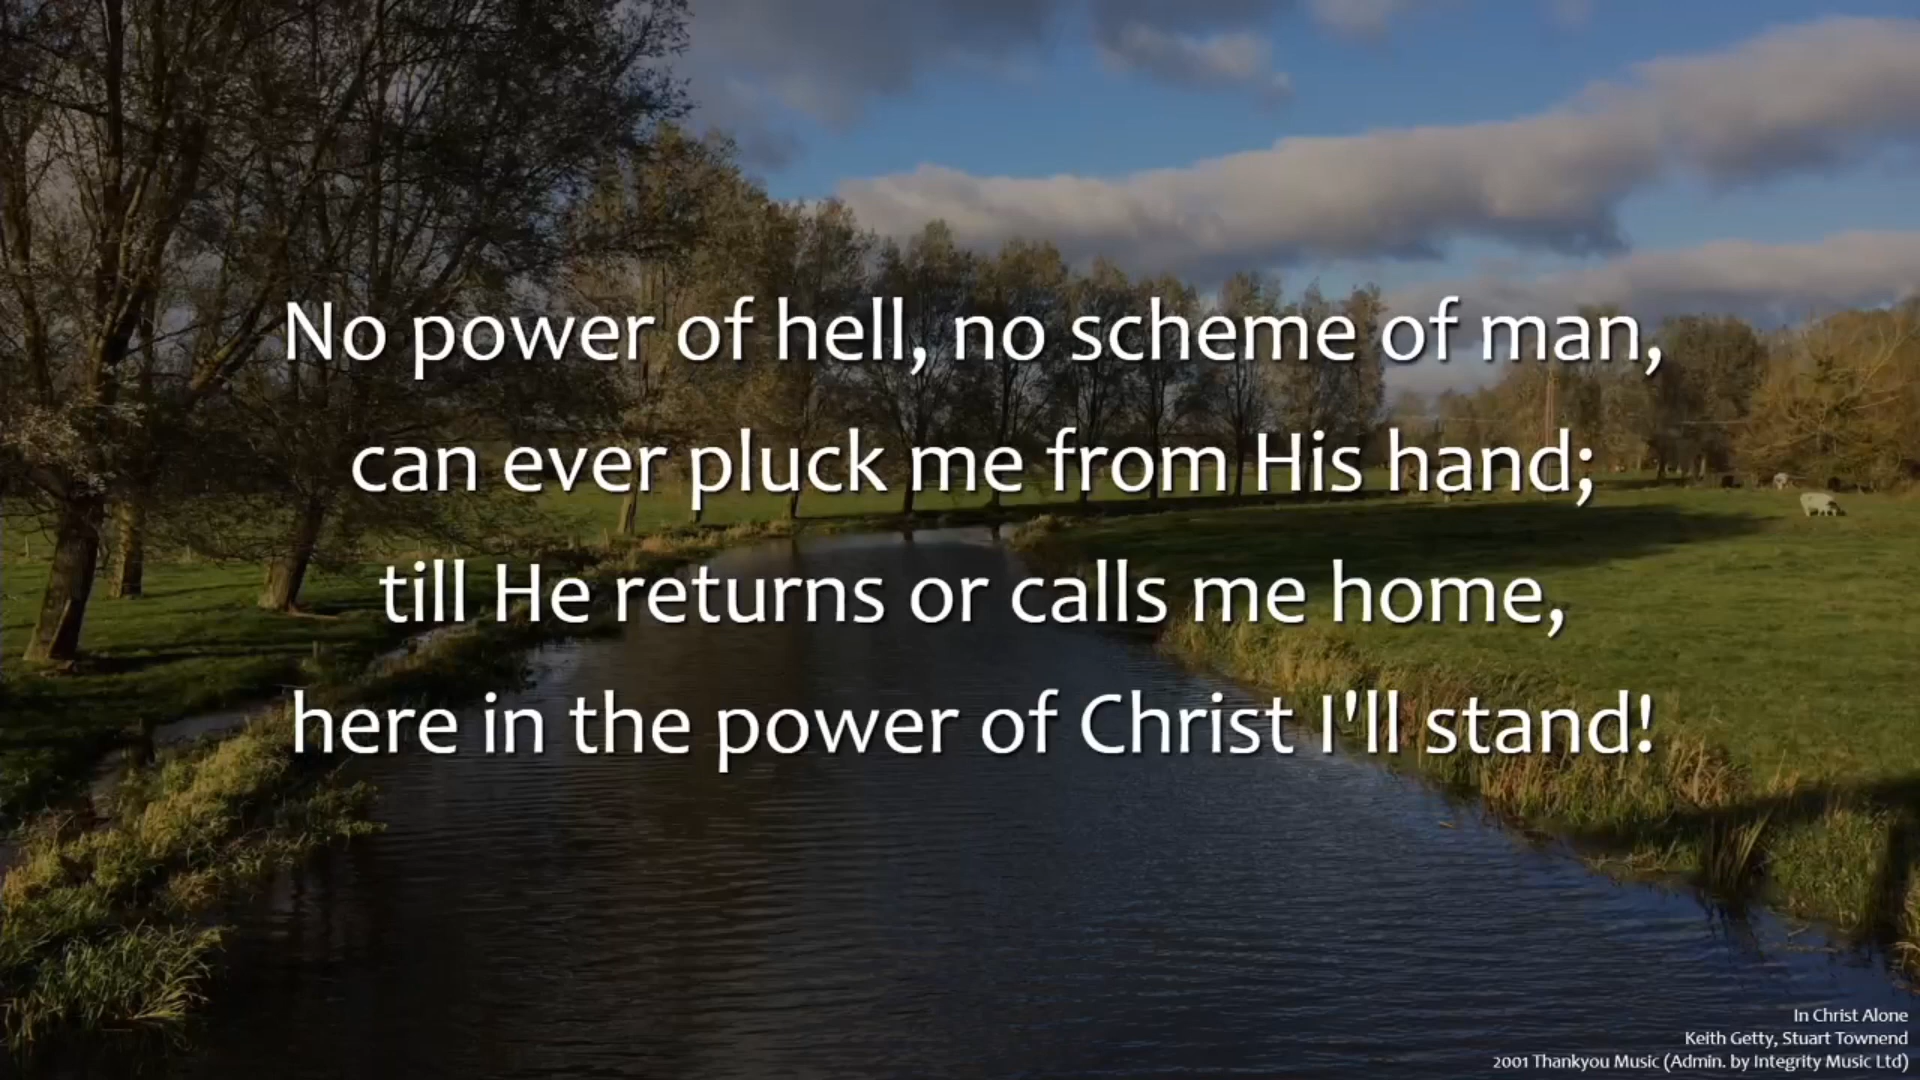 No power of hell, no scheme of man,
can ever pluck me from His hand;
till He returns or calls me home,
here in the power of Christ I'll stand!
In Christ Alone
Keith Getty, Stuart Townend
2001 Thankyou Music (Admin. by Integrity Music Ltd)